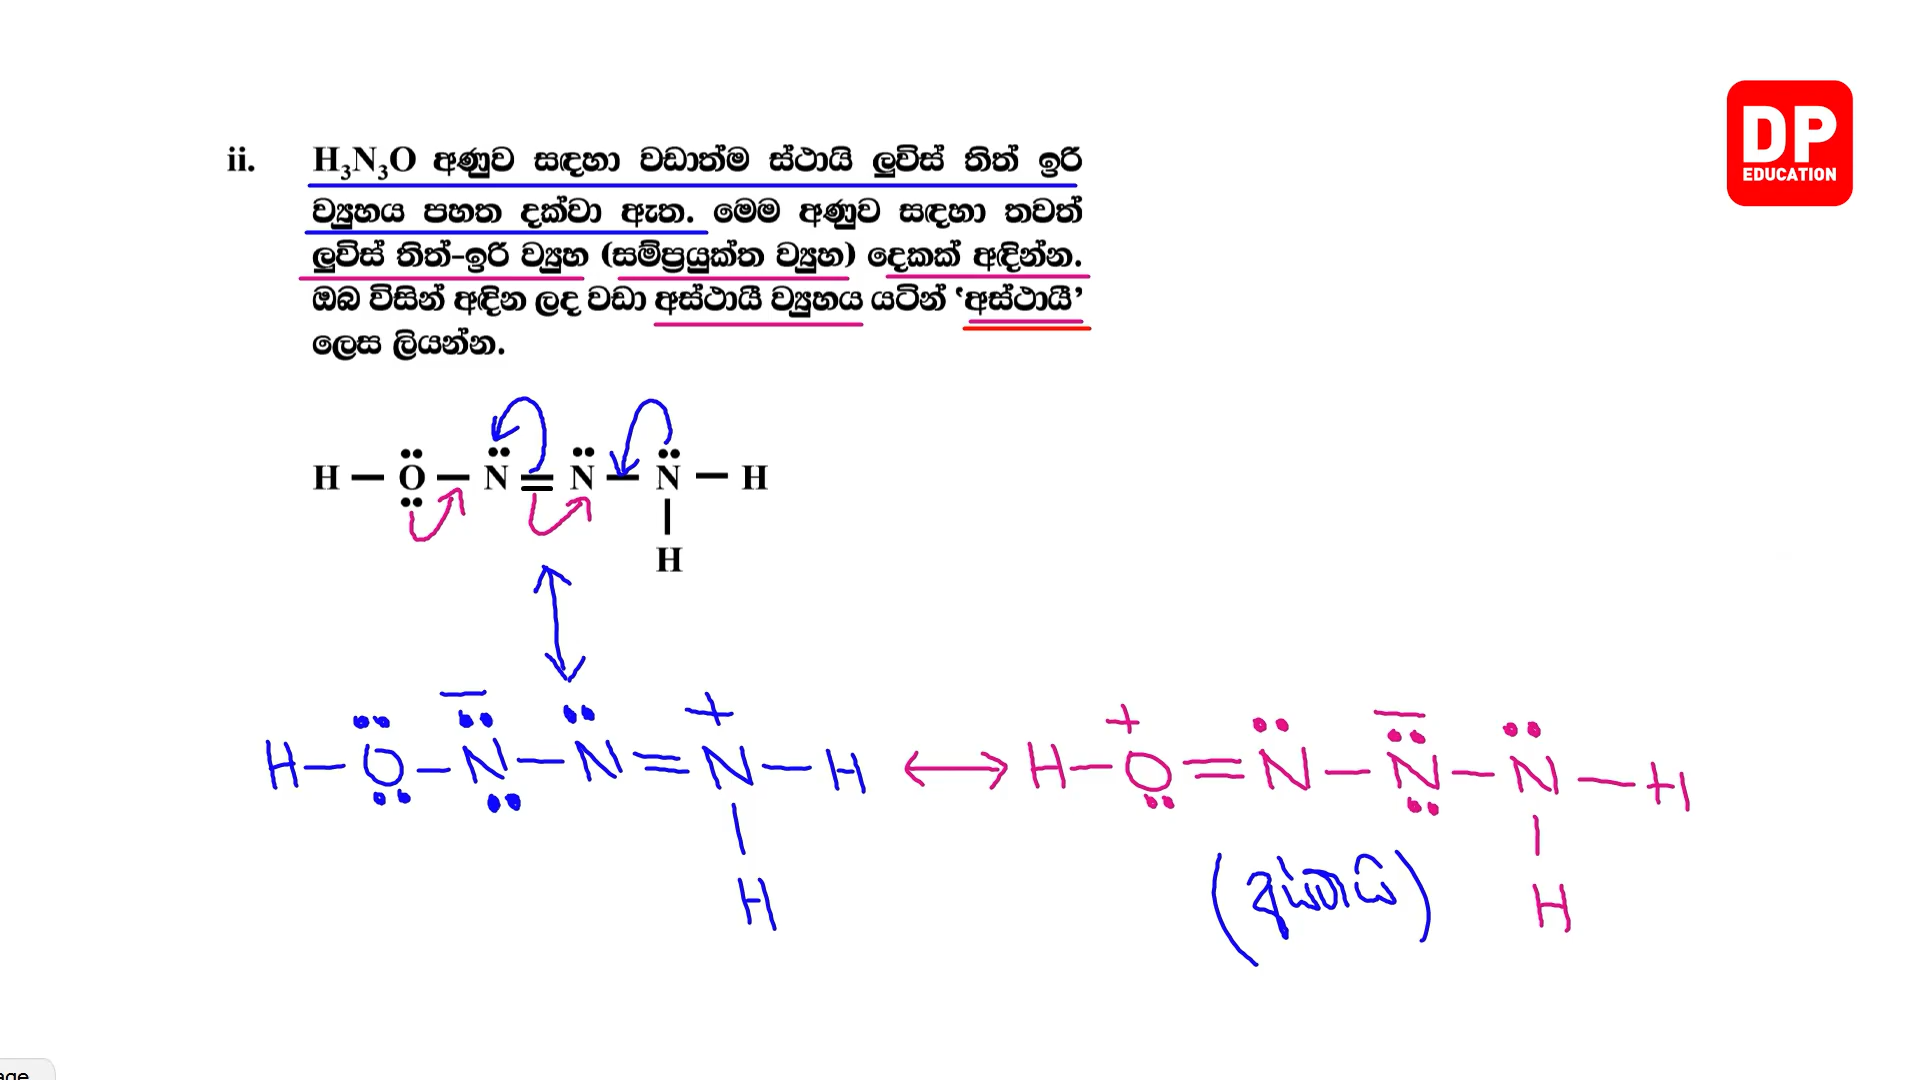 DP
EDUCATION
ii. H₃N₃O අණුව සඳහා වඩාත්ම ස්ථායි ලුවිස් තිත් ඉරි
ව්‍යුහය පහත දක්වා ඇත. මෙම අණුව සඳහා තවත්
ලුවිස් තිත්-ඉරි ව්‍යුහ (සම්ප්‍රයුක්ත ව්‍යුහ) දෙකක් අඳින්න.
ඔබ විසින් අඳින ලද වඩා අස්ථායී ව්‍යුහය යටින් ‘අස්ථායී’
ලෙස ලියන්න.
H — O — N = N — N — H
H
H — O — N — N = N — H ↔ H — O = N — N — N — H
H H
(අස්ථායි)
age